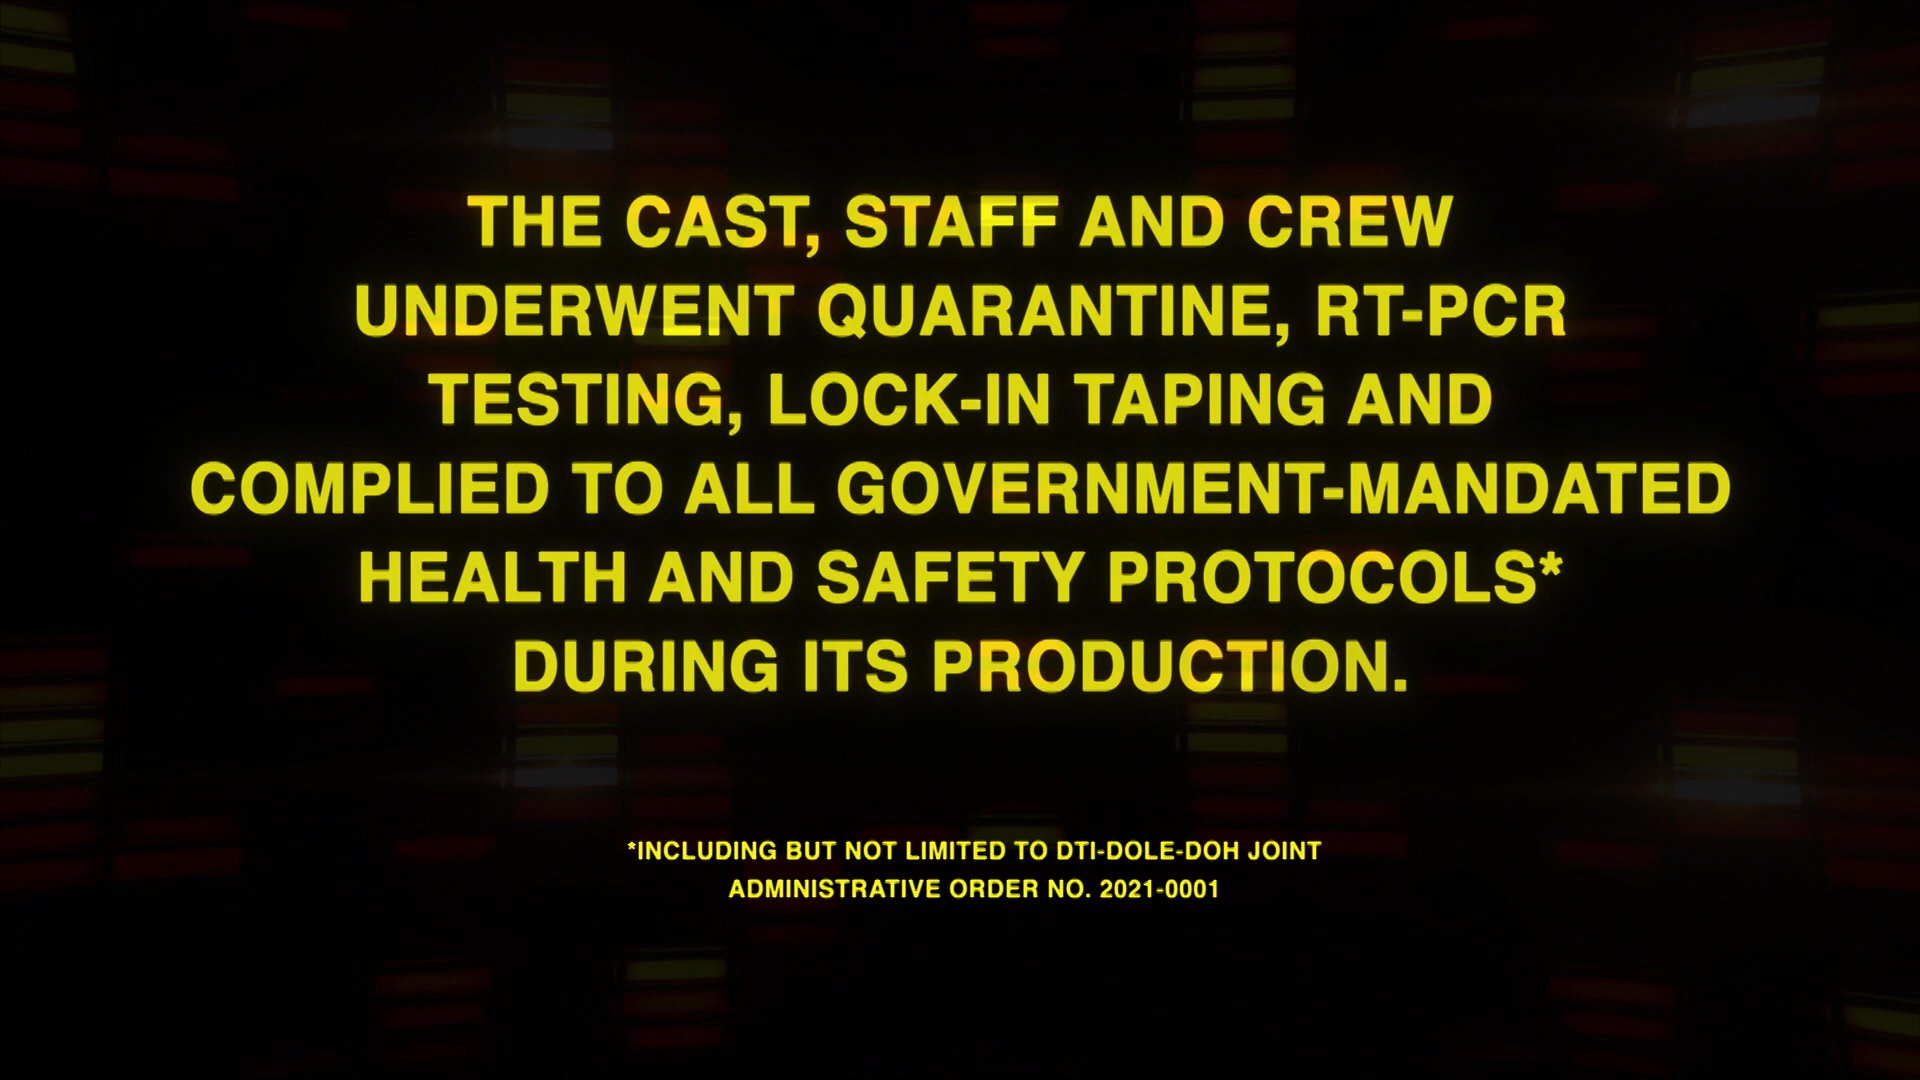 THE CAST, STAFF AND CREW
UNDERWENT QUARANTINE, RT-PCR
TESTING, LOCK-IN TAPING AND
COMPLIED TO ALL GOVERNMENT-MANDATED
HEALTH AND SAFETY PROTOCOLS*
DURING ITS PRODUCTION.
*INCLUDING BUT NOT LIMITED TO DTI-DOLE-DOH JOINT
ADMINISTRATIVE ORDER NO. 2021-0001